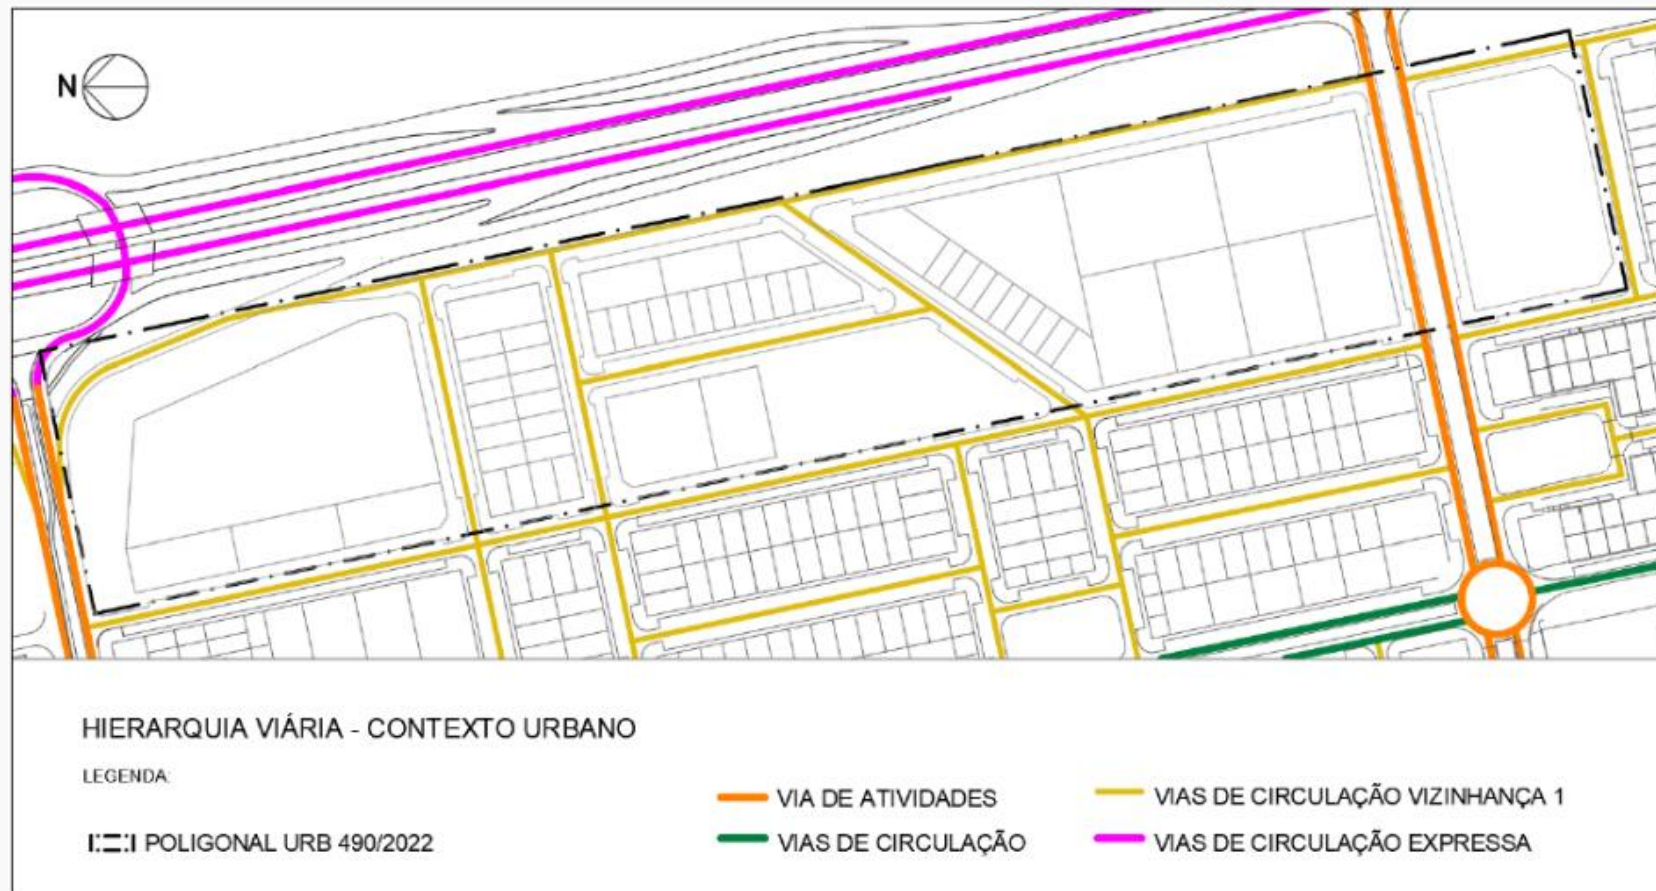 N
HIERARQUIA VIÁRIA - CONTEXTO URBANO
LEGENDA:
VIA DE ATIVIDADES
VIAS DE CIRCULAÇÃO VIZINHANÇA 1
POLIGONAL URB 490/2022
VIAS DE CIRCULAÇÃO
VIAS DE CIRCULAÇÃO EXPRESSA